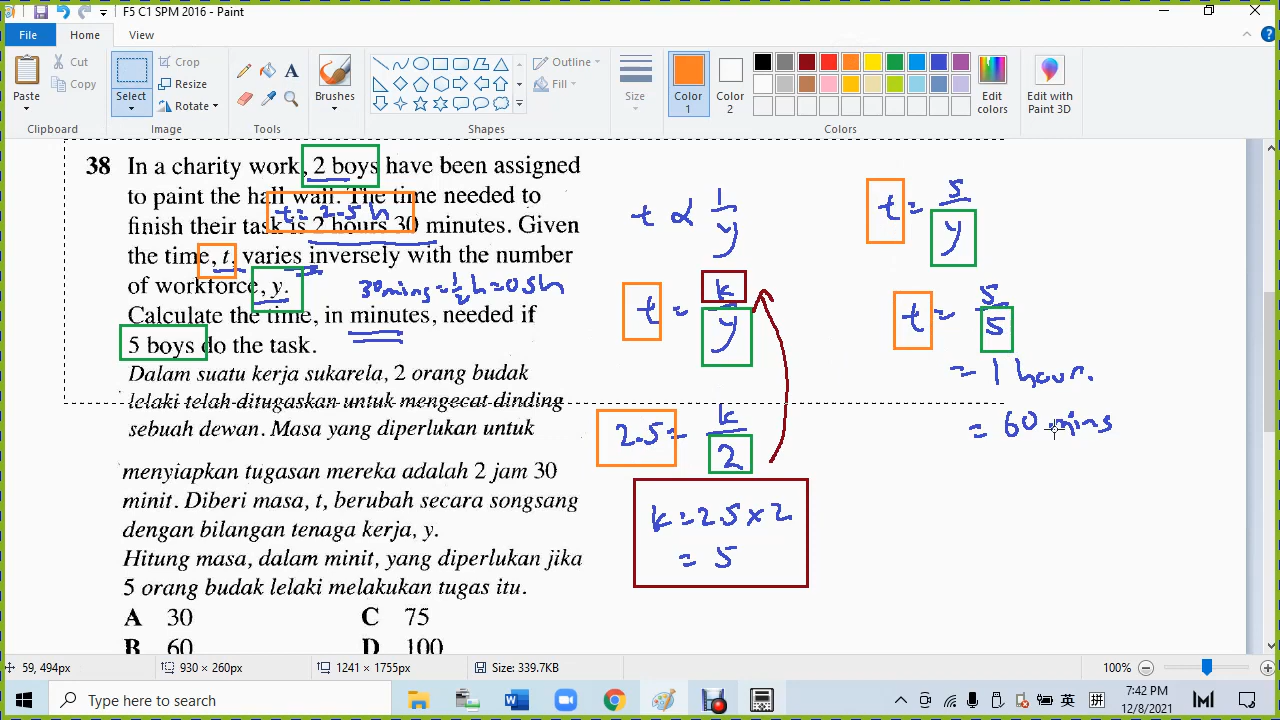 F5 C1 SPM 2016 - Paint
File Home View
Paste Cut Copy Select Crop Resize Rotate Brushes Outline Fill Size Color 1 Color 2 Edit colors Edit with Paint 3D
Clipboard Image Tools Shapes Colors
38 In a charity work, 2 boys have been assigned
to paint the hall wall. The time needed to
t = 2.5 h
finish their task is 2 hours 30 minutes. Given
the time, t, varies inversely with the number
of workforce, y.
30mins = 1/2 h = 0.5h
Calculate the time, in minutes, needed if
5 boys do the task.
Dalam suatu kerja sukarela, 2 orang budak
lelaki telah ditugaskan untuk mengecat dinding
sebuah dewan. Masa yang diperlukan untuk
menyiapkan tugasan mereka adalah 2 jam 30
minit. Diberi masa, t, berubah secara songsang
dengan bilangan tenaga kerja, y.
Hitung masa, dalam minit, yang diperlukan jika
5 orang budak lelaki melakukan tugas itu.
A 30 C 75
B 60 D 100
t ∝ 1/y
t = k/y
2.5 = k/2
k = 2.5 x 2
= 5
t = 5/y
t = 5/5
= 1 hour.
= 60 mins
59, 494px 930 × 260px 1241 × 1755px Size: 339.7KB 100%
Type here to search
英 拼 7:42 PM
12/8/2021